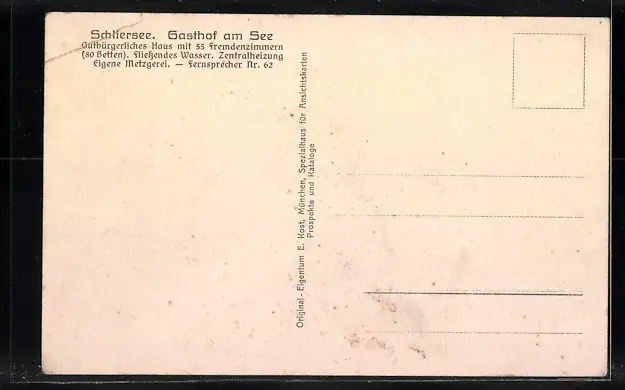 Schliersee. Gasthof am See
Gutbürgerliches Haus mit 55 Fremdenzimmern
(80 Betten). Fließendes Wasser. Zentralheizung
Eigene Metzgerei. — Fernsprecher Nr. 62
Original-Eigentum E. Kost, München, Spezialhaus für Ansichtskarten
Prospekte und Kataloge